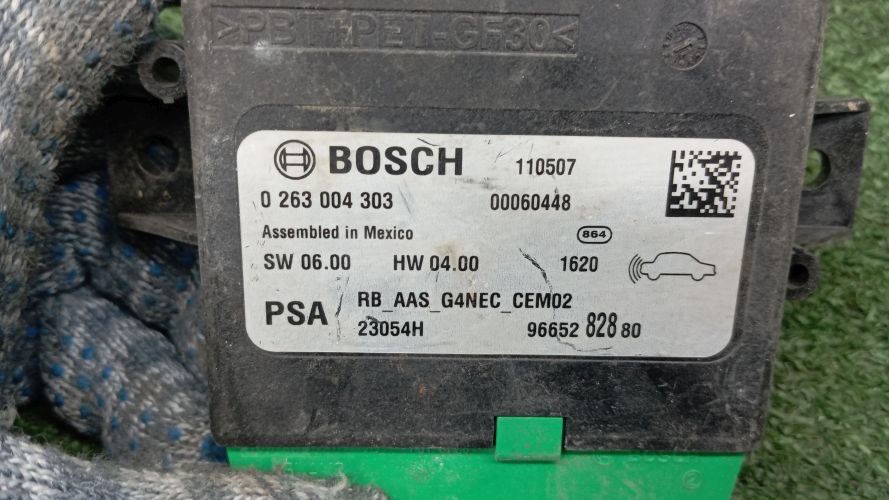 >PBT+PET-GF30<
BOSCH 110507
0 263 004 303 00060448
Assembled in Mexico 864
SW 06.00 HW 04.00 1620
PSA RB_AAS_G4NEC_CEM02
23054H 96652 828 80